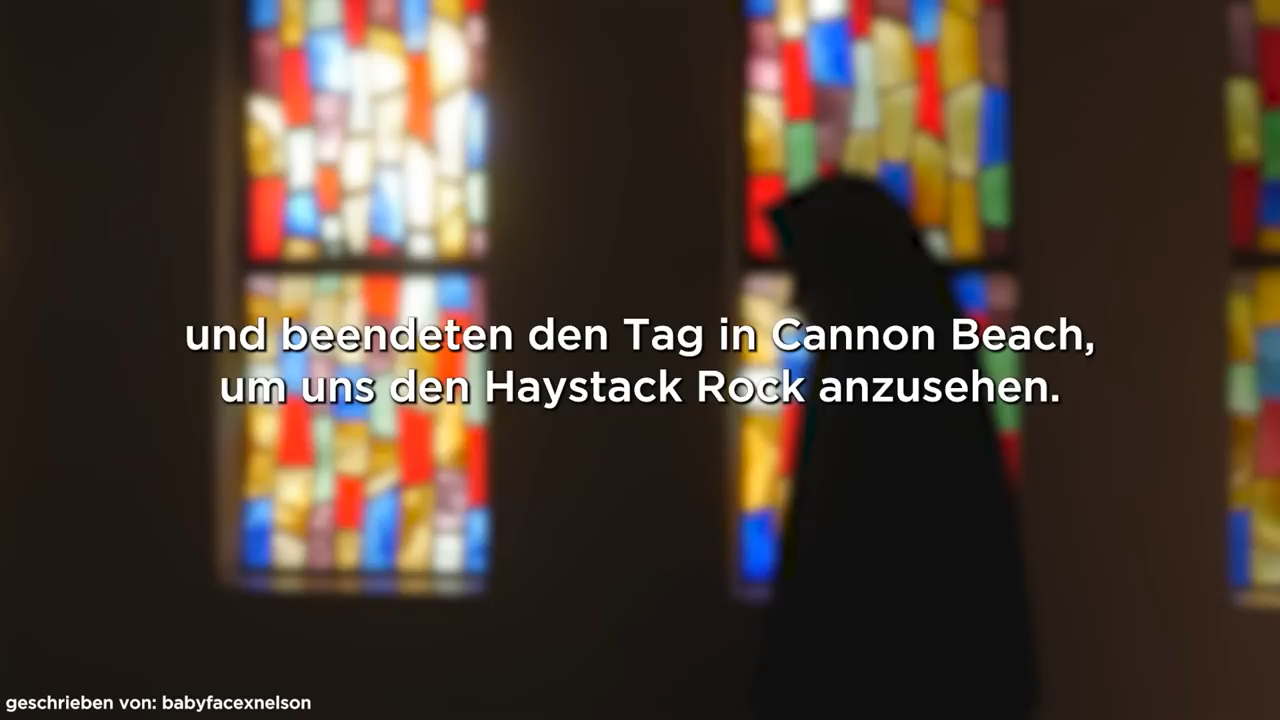 und beendeten den Tag in Cannon Beach,
um uns den Haystack Rock anzusehen.
geschrieben von: babyfacexnelson